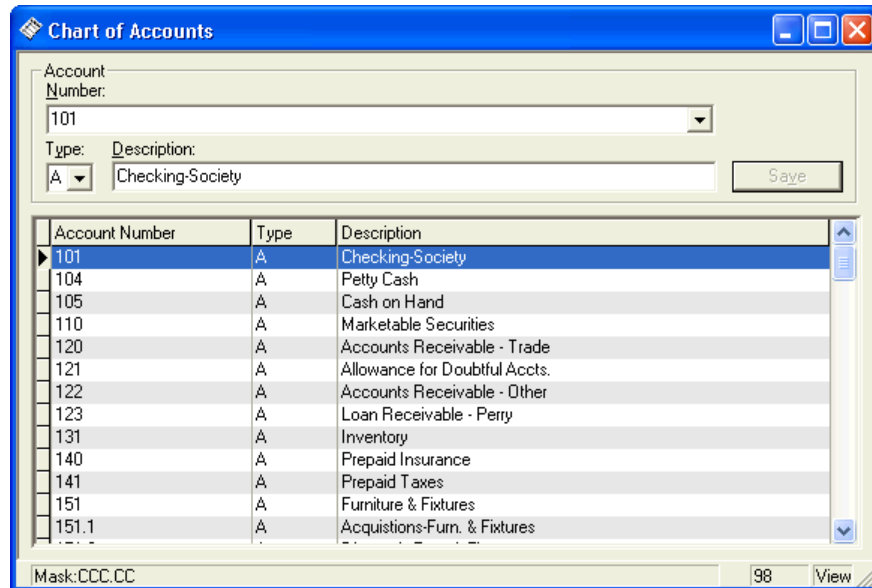 Chart of Accounts
Account
Number:
101
Type: Description:
A Checking-Society Save
Account Number Type Description
101 A Checking-Society
104 A Petty Cash
105 A Cash on Hand
110 A Marketable Securities
120 A Accounts Receivable - Trade
121 A Allowance for Doubtful Accts.
122 A Accounts Receivable - Other
123 A Loan Receivable - Perry
131 A Inventory
140 A Prepaid Insurance
141 A Prepaid Taxes
151 A Furniture & Fixtures
151.1 A Acquistions-Furn. & Fixtures
Mask:CCC.CC 98 View